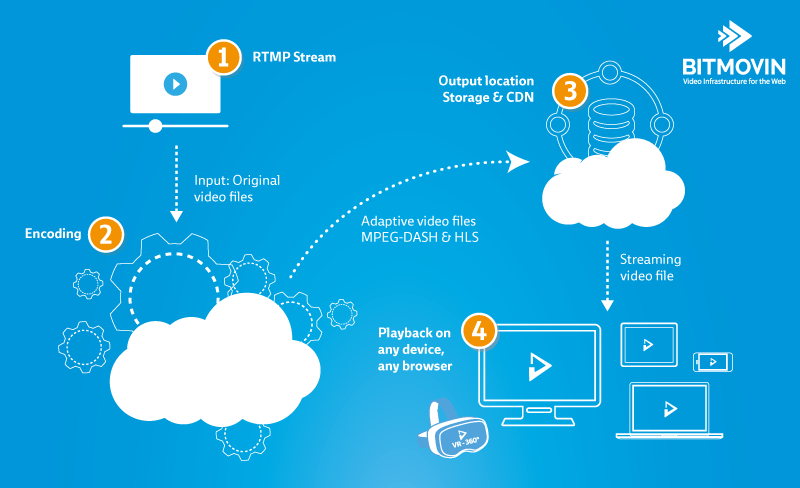 1
RTMP Stream
Input: Original
video files
Encoding
2
Adaptive video files
MPEG-DASH & HLS
Output location
Storage & CDN
3
BITMOVIN
Video Infrastructure for the Web
Streaming
video file
Playback on
any device,
any browser
4
VR-360°